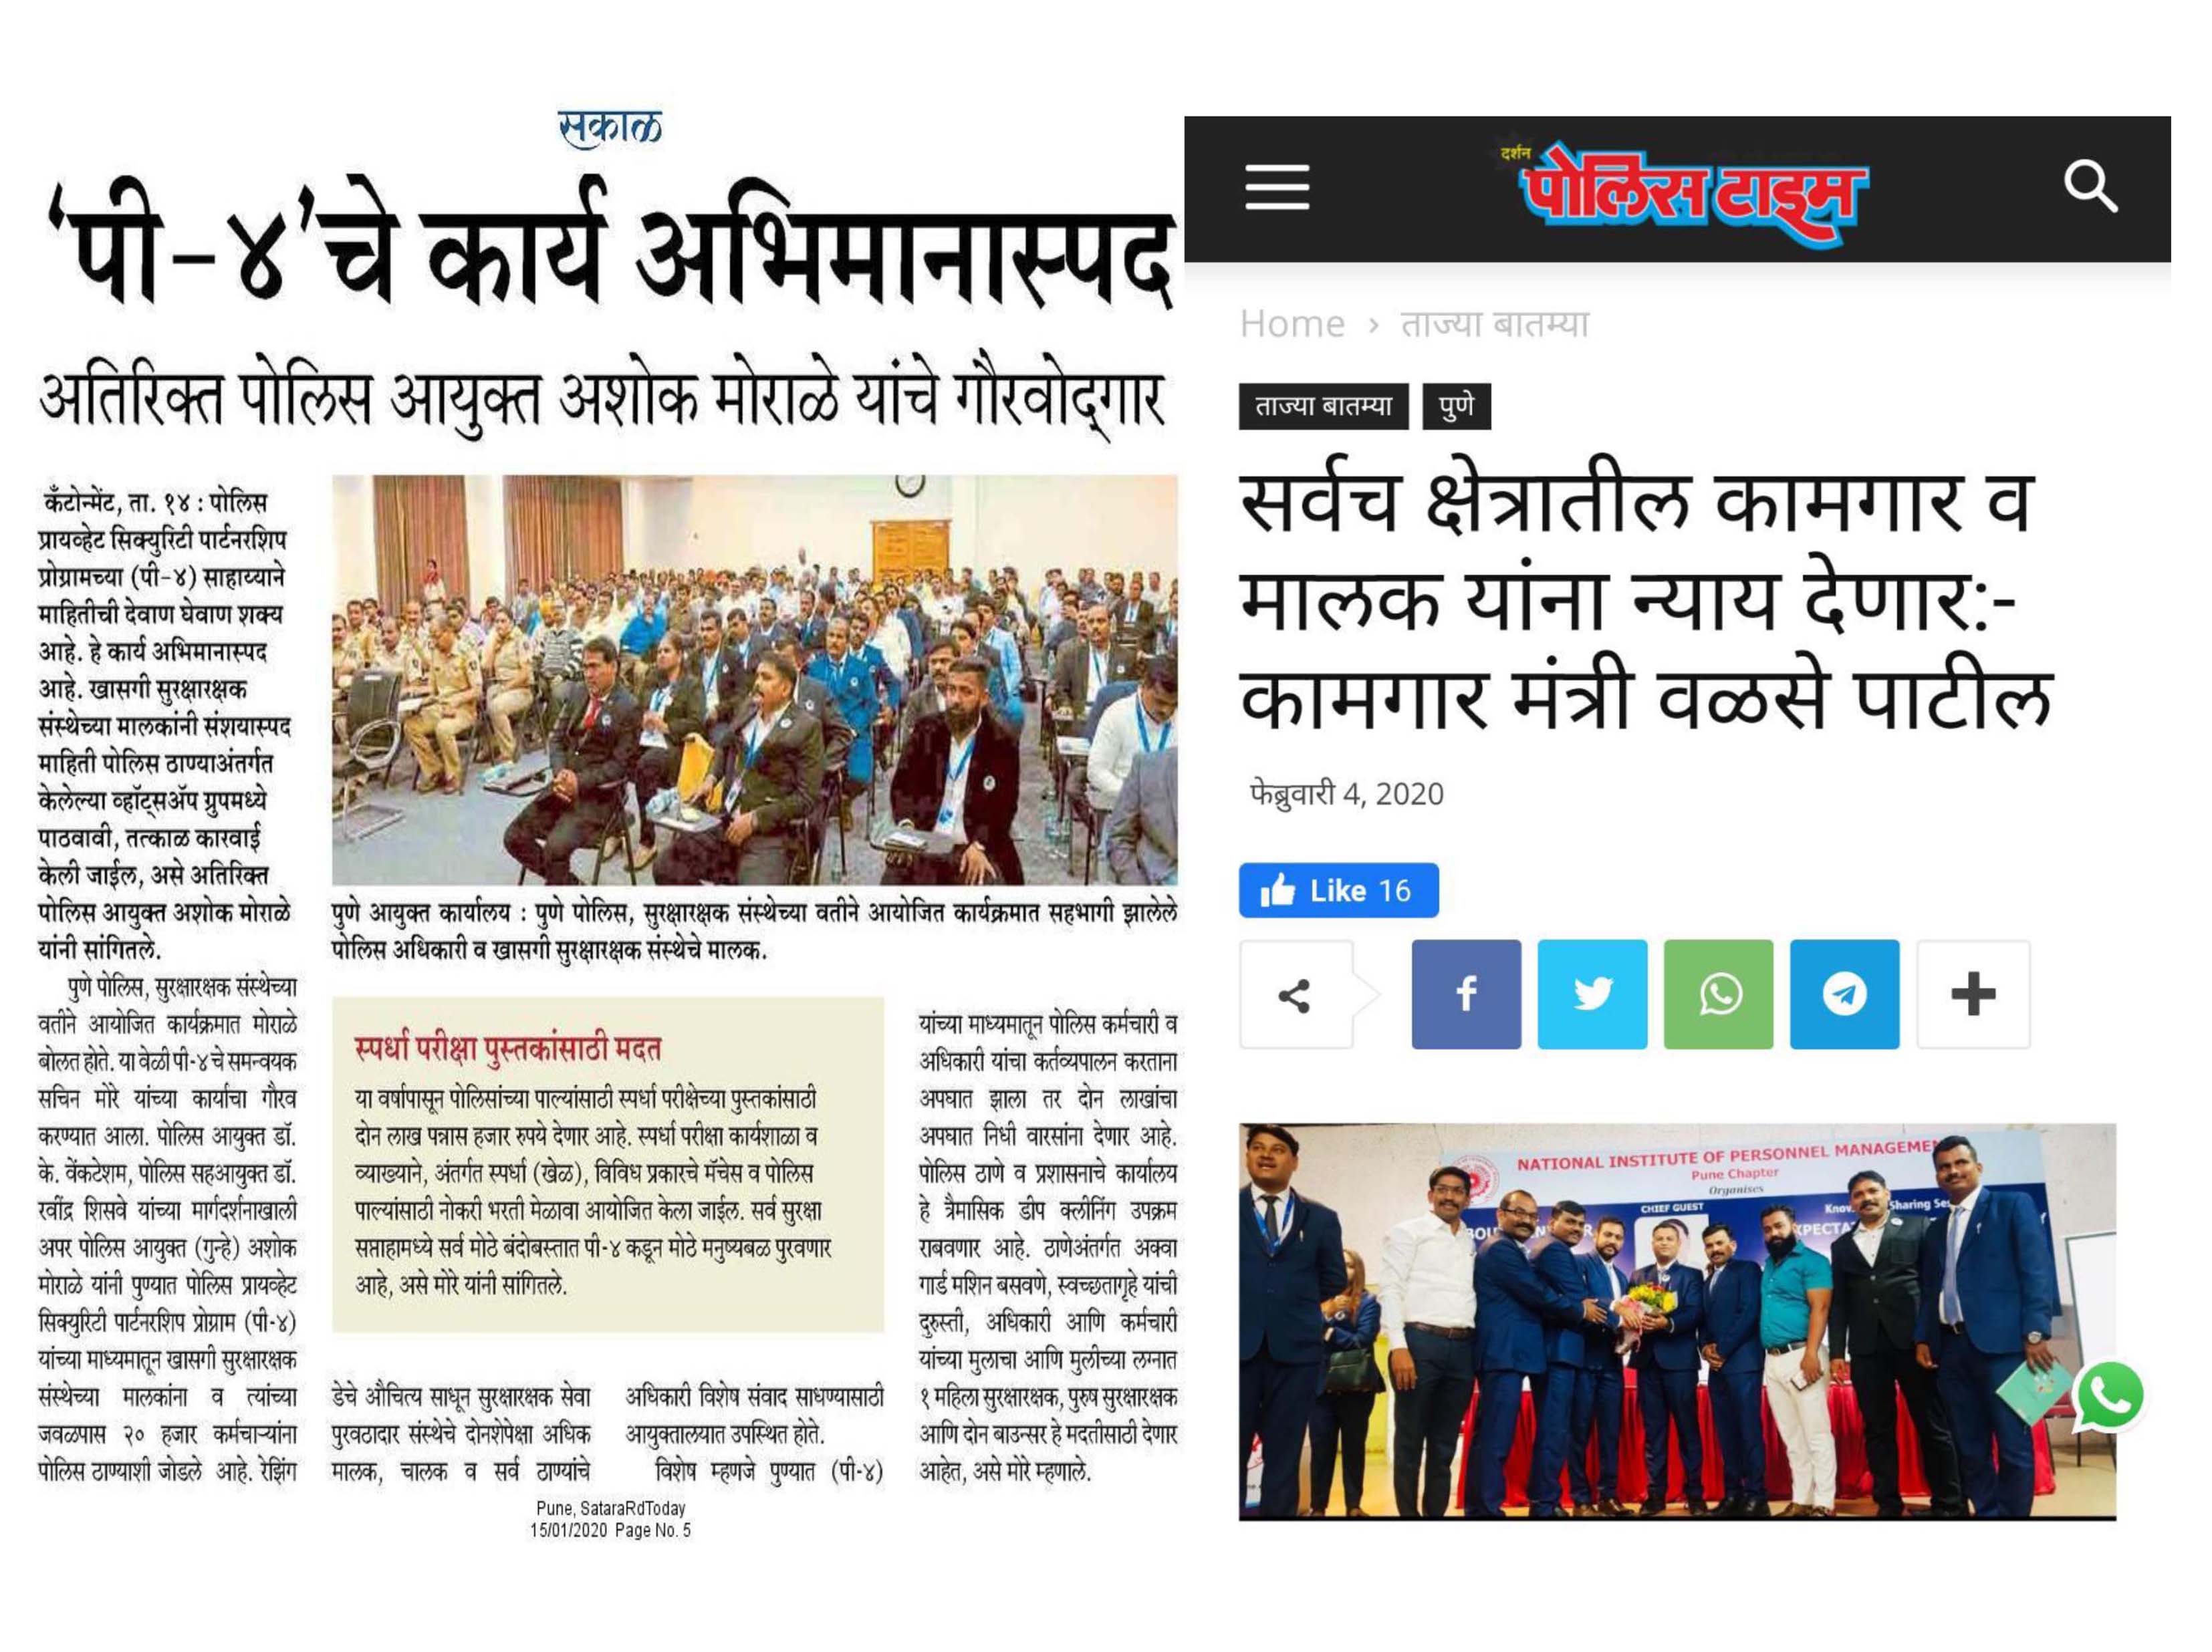 सकाळ
'पी-४'चे कार्य अभिमानास्पद
अतिरिक्त पोलिस आयुक्त अशोक मोराळे यांचे गौरवोद्‌गार
कँटोन्मेंट, ता. १४ : पोलिस
प्रायव्हेट सिक्युरिटी पार्टनरशिप
प्रोग्रामच्या (पी-४) साहाय्याने
माहितीची देवाण घेवाण शक्य
आहे. हे कार्य अभिमानास्पद
आहे. खासगी सुरक्षारक्षक
संस्थेच्या मालकांनी संशयास्पद
माहिती पोलिस ठाण्याअंतर्गत
केलेल्या व्हॉट्सअ‍ॅप ग्रुपमध्ये
पाठवावी, तत्काळ कारवाई
केली जाईल, असे अतिरिक्त
पोलिस आयुक्त अशोक मोराळे
यांनी सांगितले.
पुणे पोलिस, सुरक्षारक्षक संस्थेच्या
वतीने आयोजित कार्यक्रमात मोराळे
बोलत होते. या वेळी पी-४ चे समन्वयक
सचिन मोरे यांच्या कार्याचा गौरव
करण्यात आला. पोलिस आयुक्त डॉ.
के. वेंकटेशम, पोलिस सहआयुक्त डॉ.
रवींद्र शिसवे यांच्या मार्गदर्शनाखाली
अपर पोलिस आयुक्त (गुन्हे) अशोक
मोराळे यांनी पुण्यात पोलिस प्रायव्हेट
सिक्युरिटी पार्टनरशिप प्रोग्राम (पी-४)
यांच्या माध्यमातून खासगी सुरक्षारक्षक
संस्थेच्या मालकांना व त्यांच्या
जवळपास २० हजार कर्मचाऱ्यांना
पोलिस ठाण्याशी जोडले आहे. रेझिंग
पुणे आयुक्त कार्यालय : पुणे पोलिस, सुरक्षारक्षक संस्थेच्या वतीने आयोजित कार्यक्रमात सहभागी झालेले
पोलिस अधिकारी व खासगी सुरक्षारक्षक संस्थेचे मालक.
स्पर्धा परीक्षा पुस्तकांसाठी मदत
या वर्षापासून पोलिसांच्या पाल्यांसाठी स्पर्धा परीक्षेच्या पुस्तकांसाठी
दोन लाख पन्नास हजार रुपये देणार आहे. स्पर्धा परीक्षा कार्यशाळा व
व्याख्याने, अंतर्गत स्पर्धा (खेळ), विविध प्रकारचे मॅचेस व पोलिस
पाल्यांसाठी नोकरी भरती मेळावा आयोजित केला जाईल. सर्व सुरक्षा
सप्ताहामध्ये सर्व मोठे बंदोबस्तात पी-४ कडून मोठे मनुष्यबळ पुरवणार
आहे, असे मोरे यांनी सांगितले.
डेचे औचित्य साधून सुरक्षारक्षक सेवा
पुरवठादार संस्थेचे दोनशेपेक्षा अधिक
मालक, चालक व सर्व ठाण्यांचे
अधिकारी विशेष संवाद साधण्यासाठी
आयुक्तालयात उपस्थित होते.
विशेष म्हणजे पुण्यात (पी-४)
यांच्या माध्यमातून पोलिस कर्मचारी व
अधिकारी यांचा कर्तव्यपालन करताना
अपघात झाला तर दोन लाखांचा
अपघात निधी वारसांना देणार आहे.
पोलिस ठाणे व प्रशासनाचे कार्यालय
हे त्रैमासिक डीप क्लीनिंग उपक्रम
राबवणार आहे. ठाणेअंतर्गत अक्वा
गार्ड मशिन बसवणे, स्वच्छतागृहे यांची
दुरुस्ती, अधिकारी आणि कर्मचारी
यांच्या मुलाचा आणि मुलीच्या लग्नात
१ महिला सुरक्षारक्षक, पुरुष सुरक्षारक्षक
आणि दोन बाउन्सर हे मदतीसाठी देणार
आहेत, असे मोरे म्हणाले.
Pune, SataraRdToday
15/01/2020 Page No. 5
दर्शन
पोलिस टाइम
Home › ताज्या बातम्या
ताज्या बातम्या पुणे
सर्वच क्षेत्रातील कामगार व
मालक यांना न्याय देणार:-
कामगार मंत्री वळसे पाटील
फेब्रुवारी 4, 2020
Like 16
NATIONAL INSTITUTE OF PERSONNEL MANAGEME
Pune Chapter
Organises
CHIEF GUEST
Sharing Se